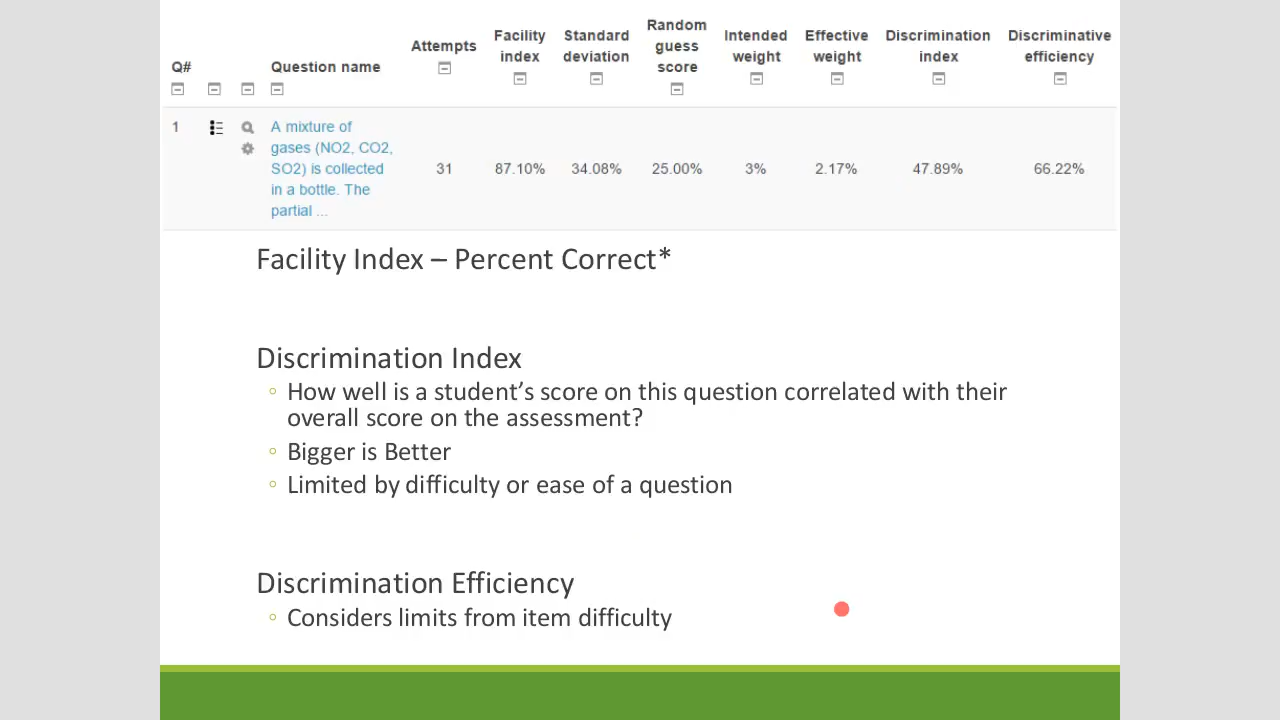 Q#
Question name
Attempts
Facility
index
Standard
deviation
Random
guess
score
Intended
weight
Effective
weight
Discrimination
index
Discriminative
efficiency
1
A mixture of
gases (NO2, CO2,
SO2) is collected
in a bottle. The
partial ...
31
87.10%
34.08%
25.00%
3%
2.17%
47.89%
66.22%
Facility Index – Percent Correct*
Discrimination Index
◦ How well is a student’s score on this question correlated with their
overall score on the assessment?
◦ Bigger is Better
◦ Limited by difficulty or ease of a question
Discrimination Efficiency
◦ Considers limits from item difficulty